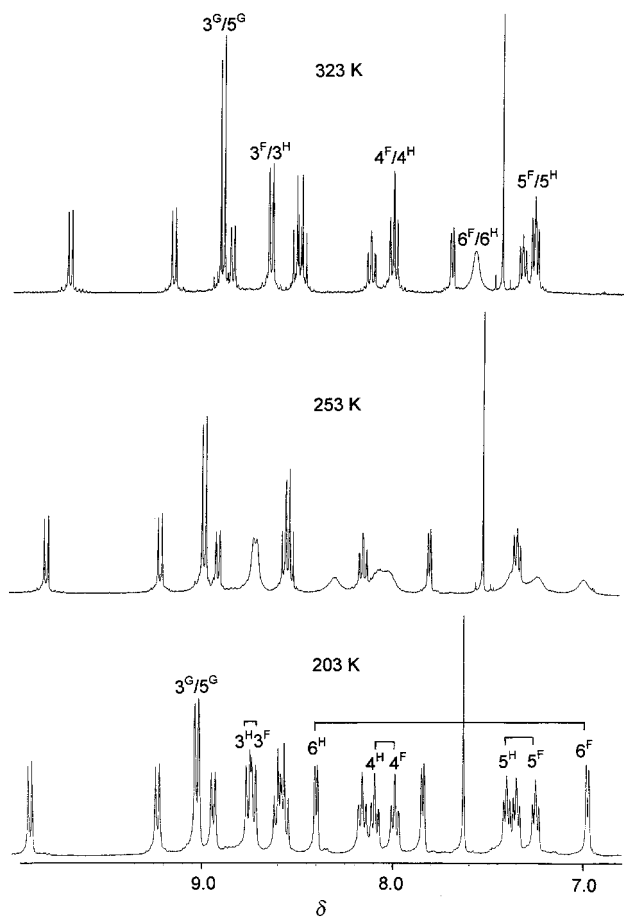 3G/5G
323 K
3F/3H
4F/4H
5F/5H
6F/6H
253 K
203 K
3G/5G
3H 3F
6H
4H 4F
5H 5F
6F
9.0 8.0 7.0
δ